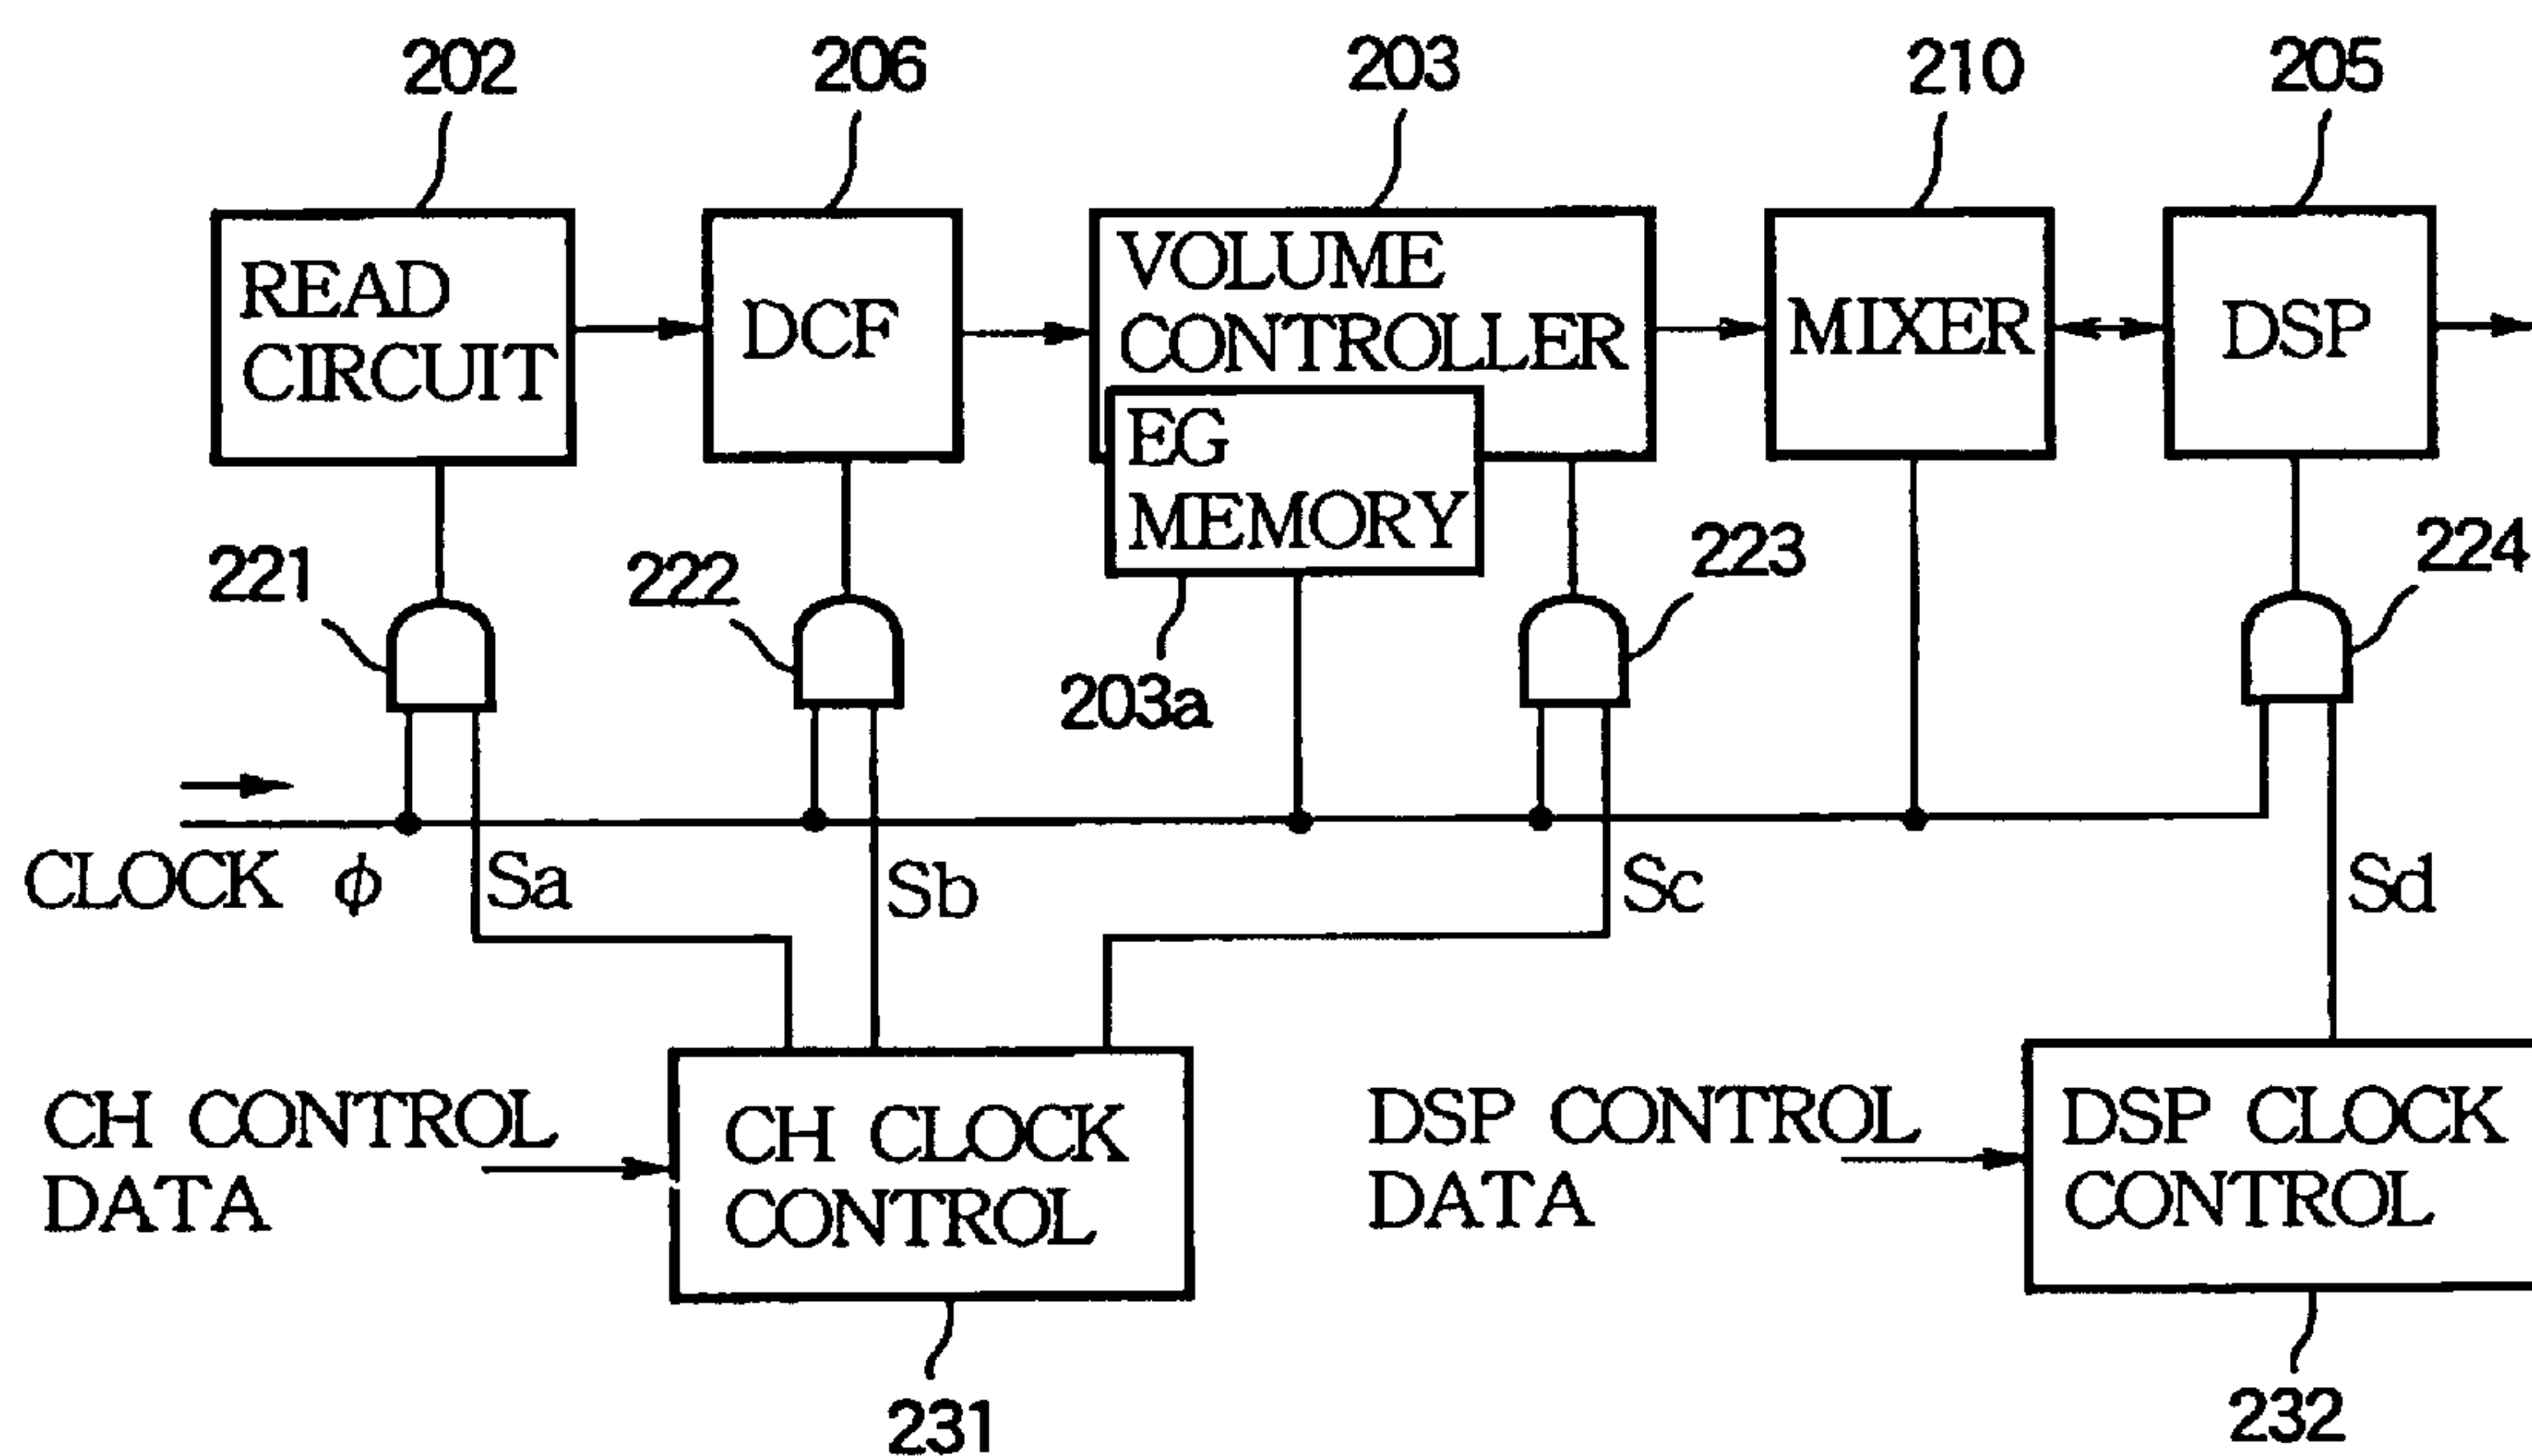 202
206
203
210
205
READ
CIRCUIT
DCF
VOLUME
CONTROLLER
EG
MEMORY
MIXER
DSP
221
222
203a
223
224
CLOCK ϕ
Sa
Sb
Sc
Sd
CH CONTROL
DATA
CH CLOCK
CONTROL
DSP CONTROL
DATA
DSP CLOCK
CONTROL
231
232